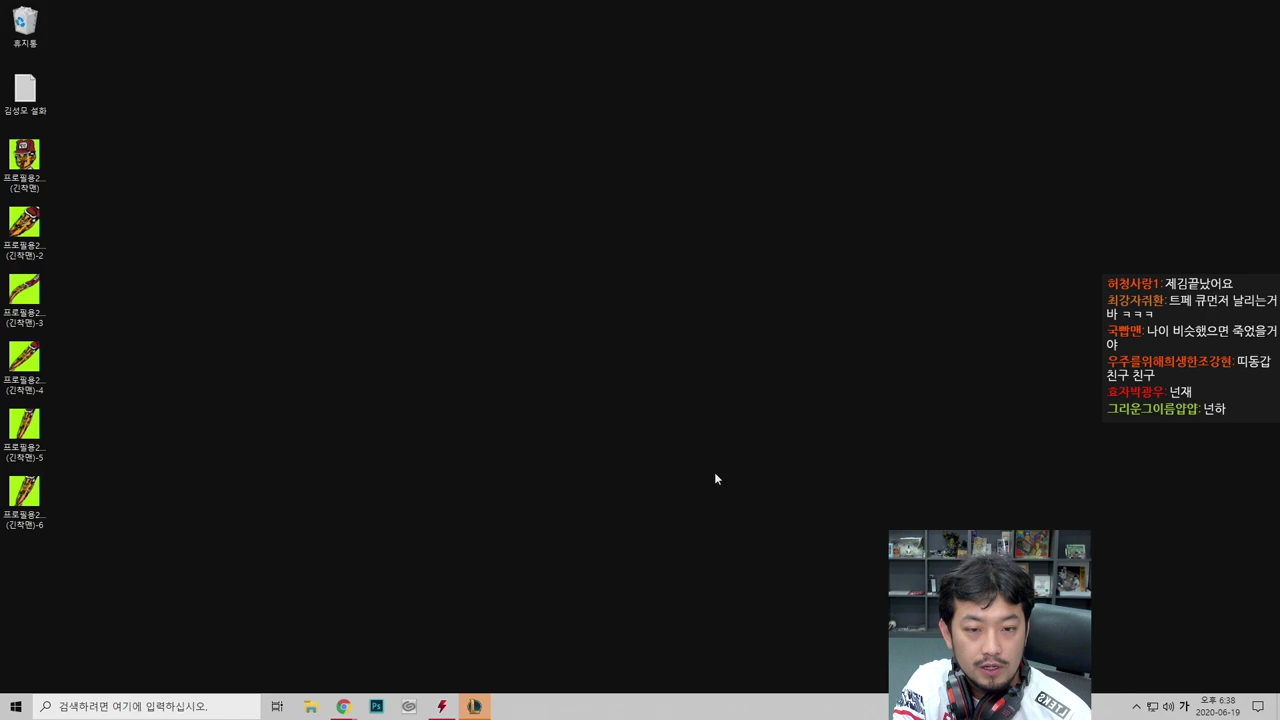 휴지통
김성모 설화
프로필용2...
(긴착맨)
프로필용2...
(긴착맨)-2
프로필용2...
(긴착맨)-3
프로필용2...
(긴착맨)-4
프로필용2...
(긴착맨)-5
프로필용2...
(긴착맨)-6
허청사랑1: 제김끝났어요
최강자쥐환: 트페 큐먼저 날리는거
바 ㅋㅋㅋ
국빱맨: 나이 비슷했으면 죽었을거
야
우주를위해희생한조강현: 띠동갑
친구 친구
효자박광우: 넌재
그리운그이름얍얍: 넌하
검색하려면 여기에 입력하십시오.
Ps
가
오후 6:38
2020-06-19